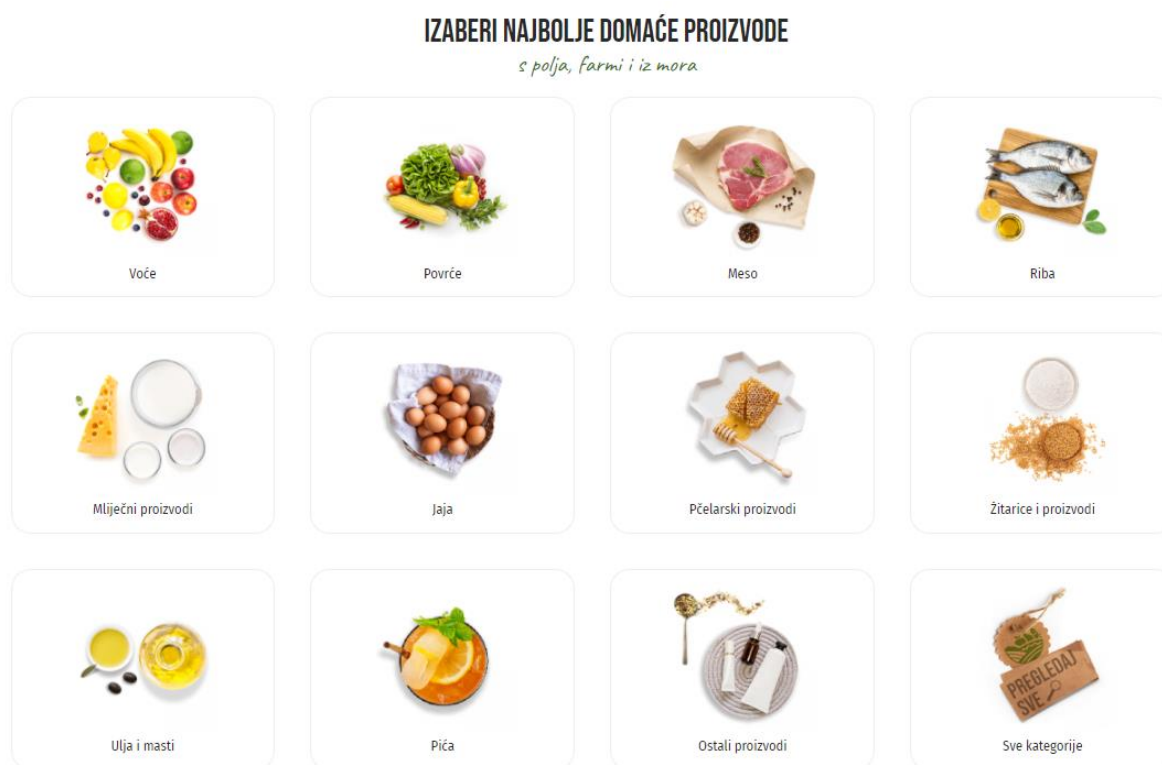 IZABERI NAJBOLJE DOMAĆE PROIZVODE
s polja, farmi i iz mora
Voće
Povrće
Meso
Riba
Mliječni proizvodi
Jaja
Pčelarski proizvodi
Žitarice i proizvodi
PREGLEDAJ
SVE
Ulja i masti
Pića
Ostali proizvodi
Sve kategorije